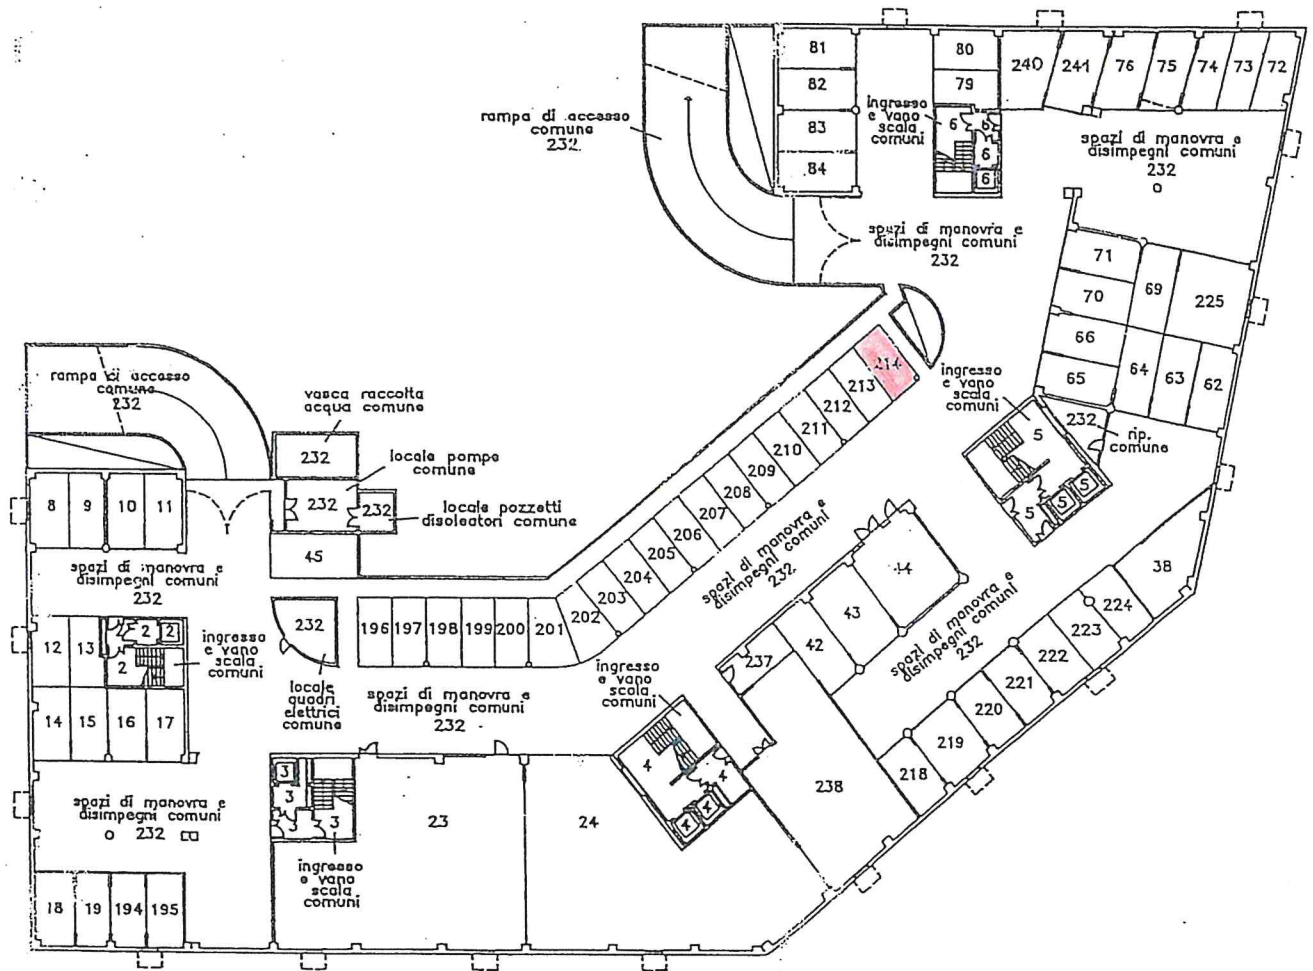 81
80
82
79
240
241
76
75
74
73
72
rampa di accesso
comune
232
ingresso
e vano
scala
comuni
83
84
6
6
6
6
spazi di manovra e
disimpegni comuni
232
spazi di manovra e
disimpegni comuni
232
71
70
69
225
66
65
64
63
62
214
213
212
211
210
209
208
207
206
205
204
203
202
ingresso
e vano
scala
comuni
5
5
5
5
232
rip.
comune
rampa di accesso
comune
232
vasca raccolta
acqua comune
232
locale pompe
comune
232
232
locale pozzetti
disoleatori comune
8
9
10
11
45
spazi di manovra e
disimpegni comuni
232
12
13
2
2
2
2
ingresso
e vano
scala
comuni
14
15
16
17
232
locale
quadri
elettrici
comune
196
197
198
199
200
201
spazi di manovra e
disimpegni comuni
232
spazi di manovra e
disimpegni comuni
232
44
43
42
237
spazi di manovra e
disimpegni comuni
232
38
224
223
222
221
220
219
218
ingresso
e vano
scala
comuni
4
4
4
4
238
spazi di manovra e
disimpegni comuni
232
3
3
3
3
ingresso
e vano
scala
comuni
23
24
18
19
194
195